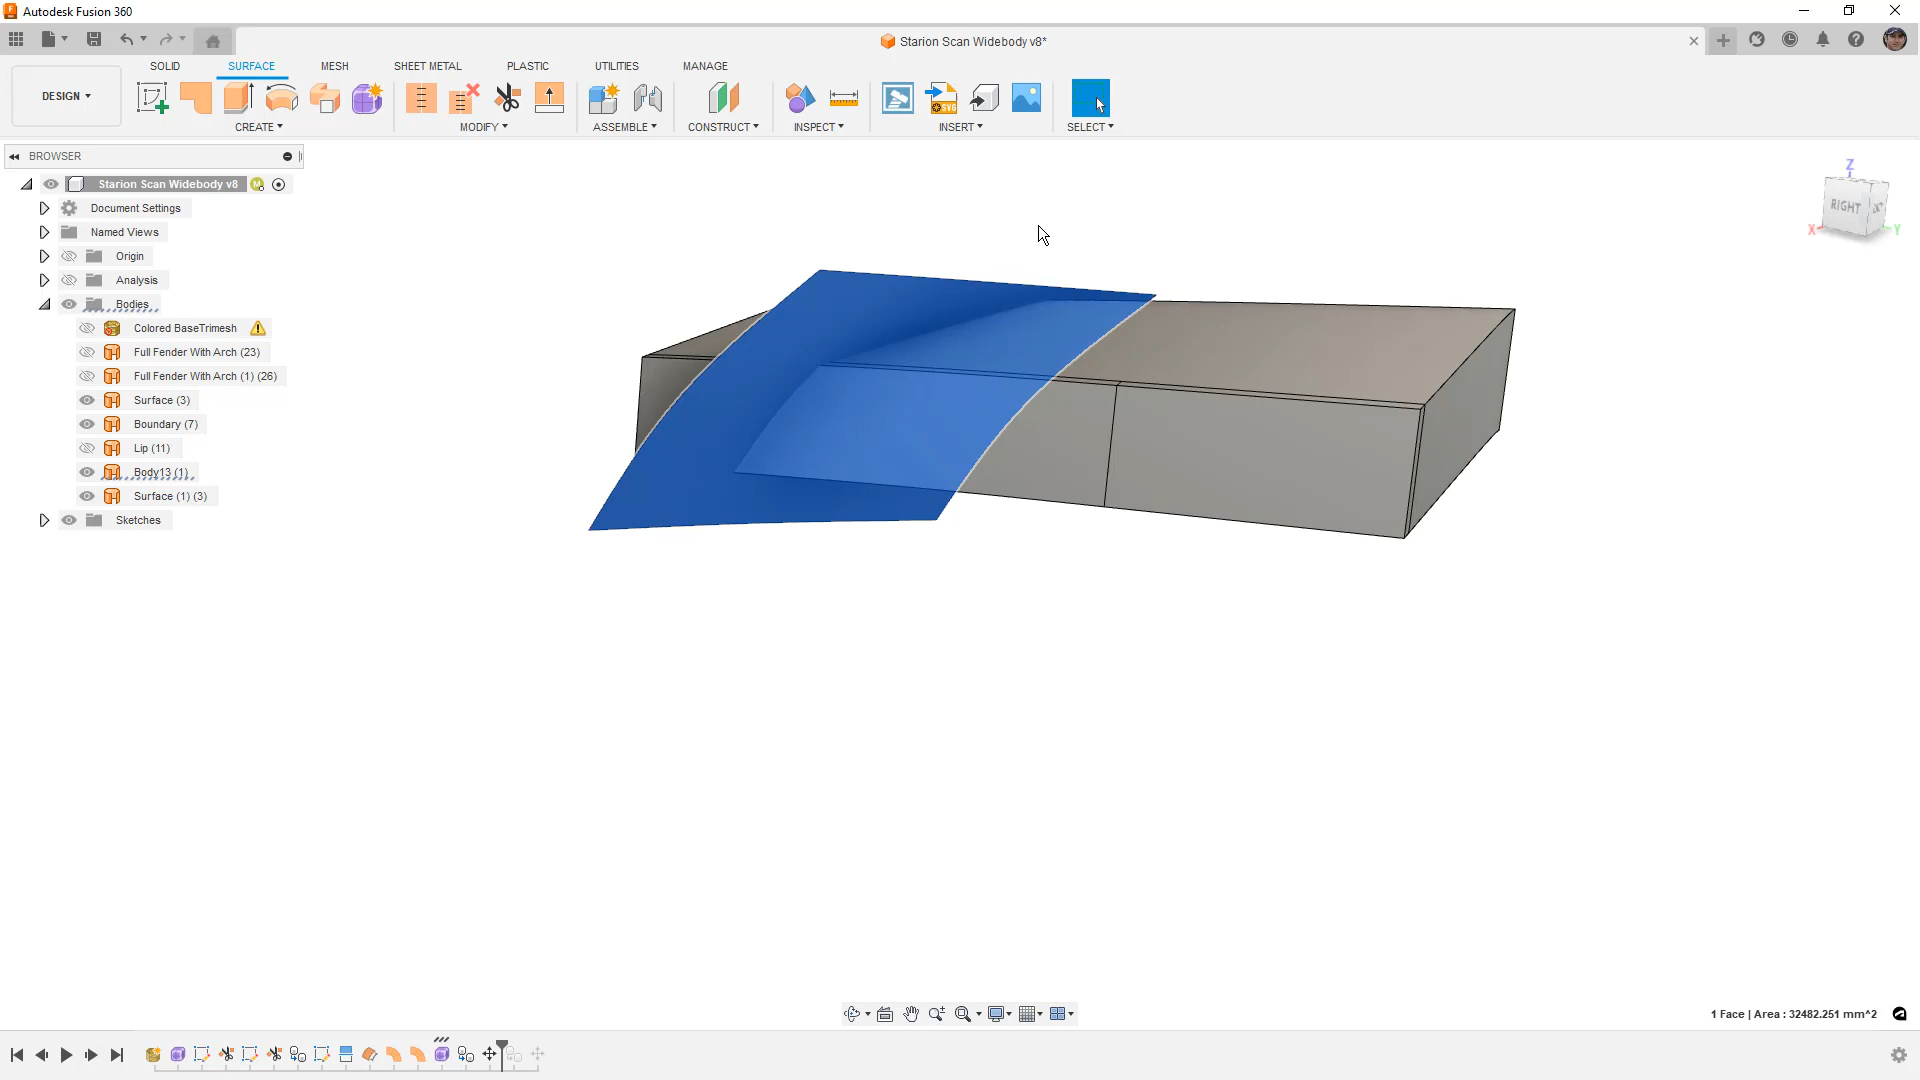 Autodesk Fusion 360
Starion Scan Widebody v8*
SOLID SURFACE MESH SHEET METAL PLASTIC UTILITIES MANAGE
DESIGN
SVG
CREATE MODIFY ASSEMBLE CONSTRUCT INSPECT INSERT SELECT
BROWSER
Starion Scan Widebody v8
Document Settings
Named Views
Origin
Analysis
Bodies
Colored BaseTrimesh
Full Fender With Arch (23)
Full Fender With Arch (1) (26)
Surface (3)
Boundary (7)
Lip (11)
Body13 (1)
Surface (1) (3)
Sketches
Z
RIGHT
X
Y
1 Face | Area : 32482.251 mm^2